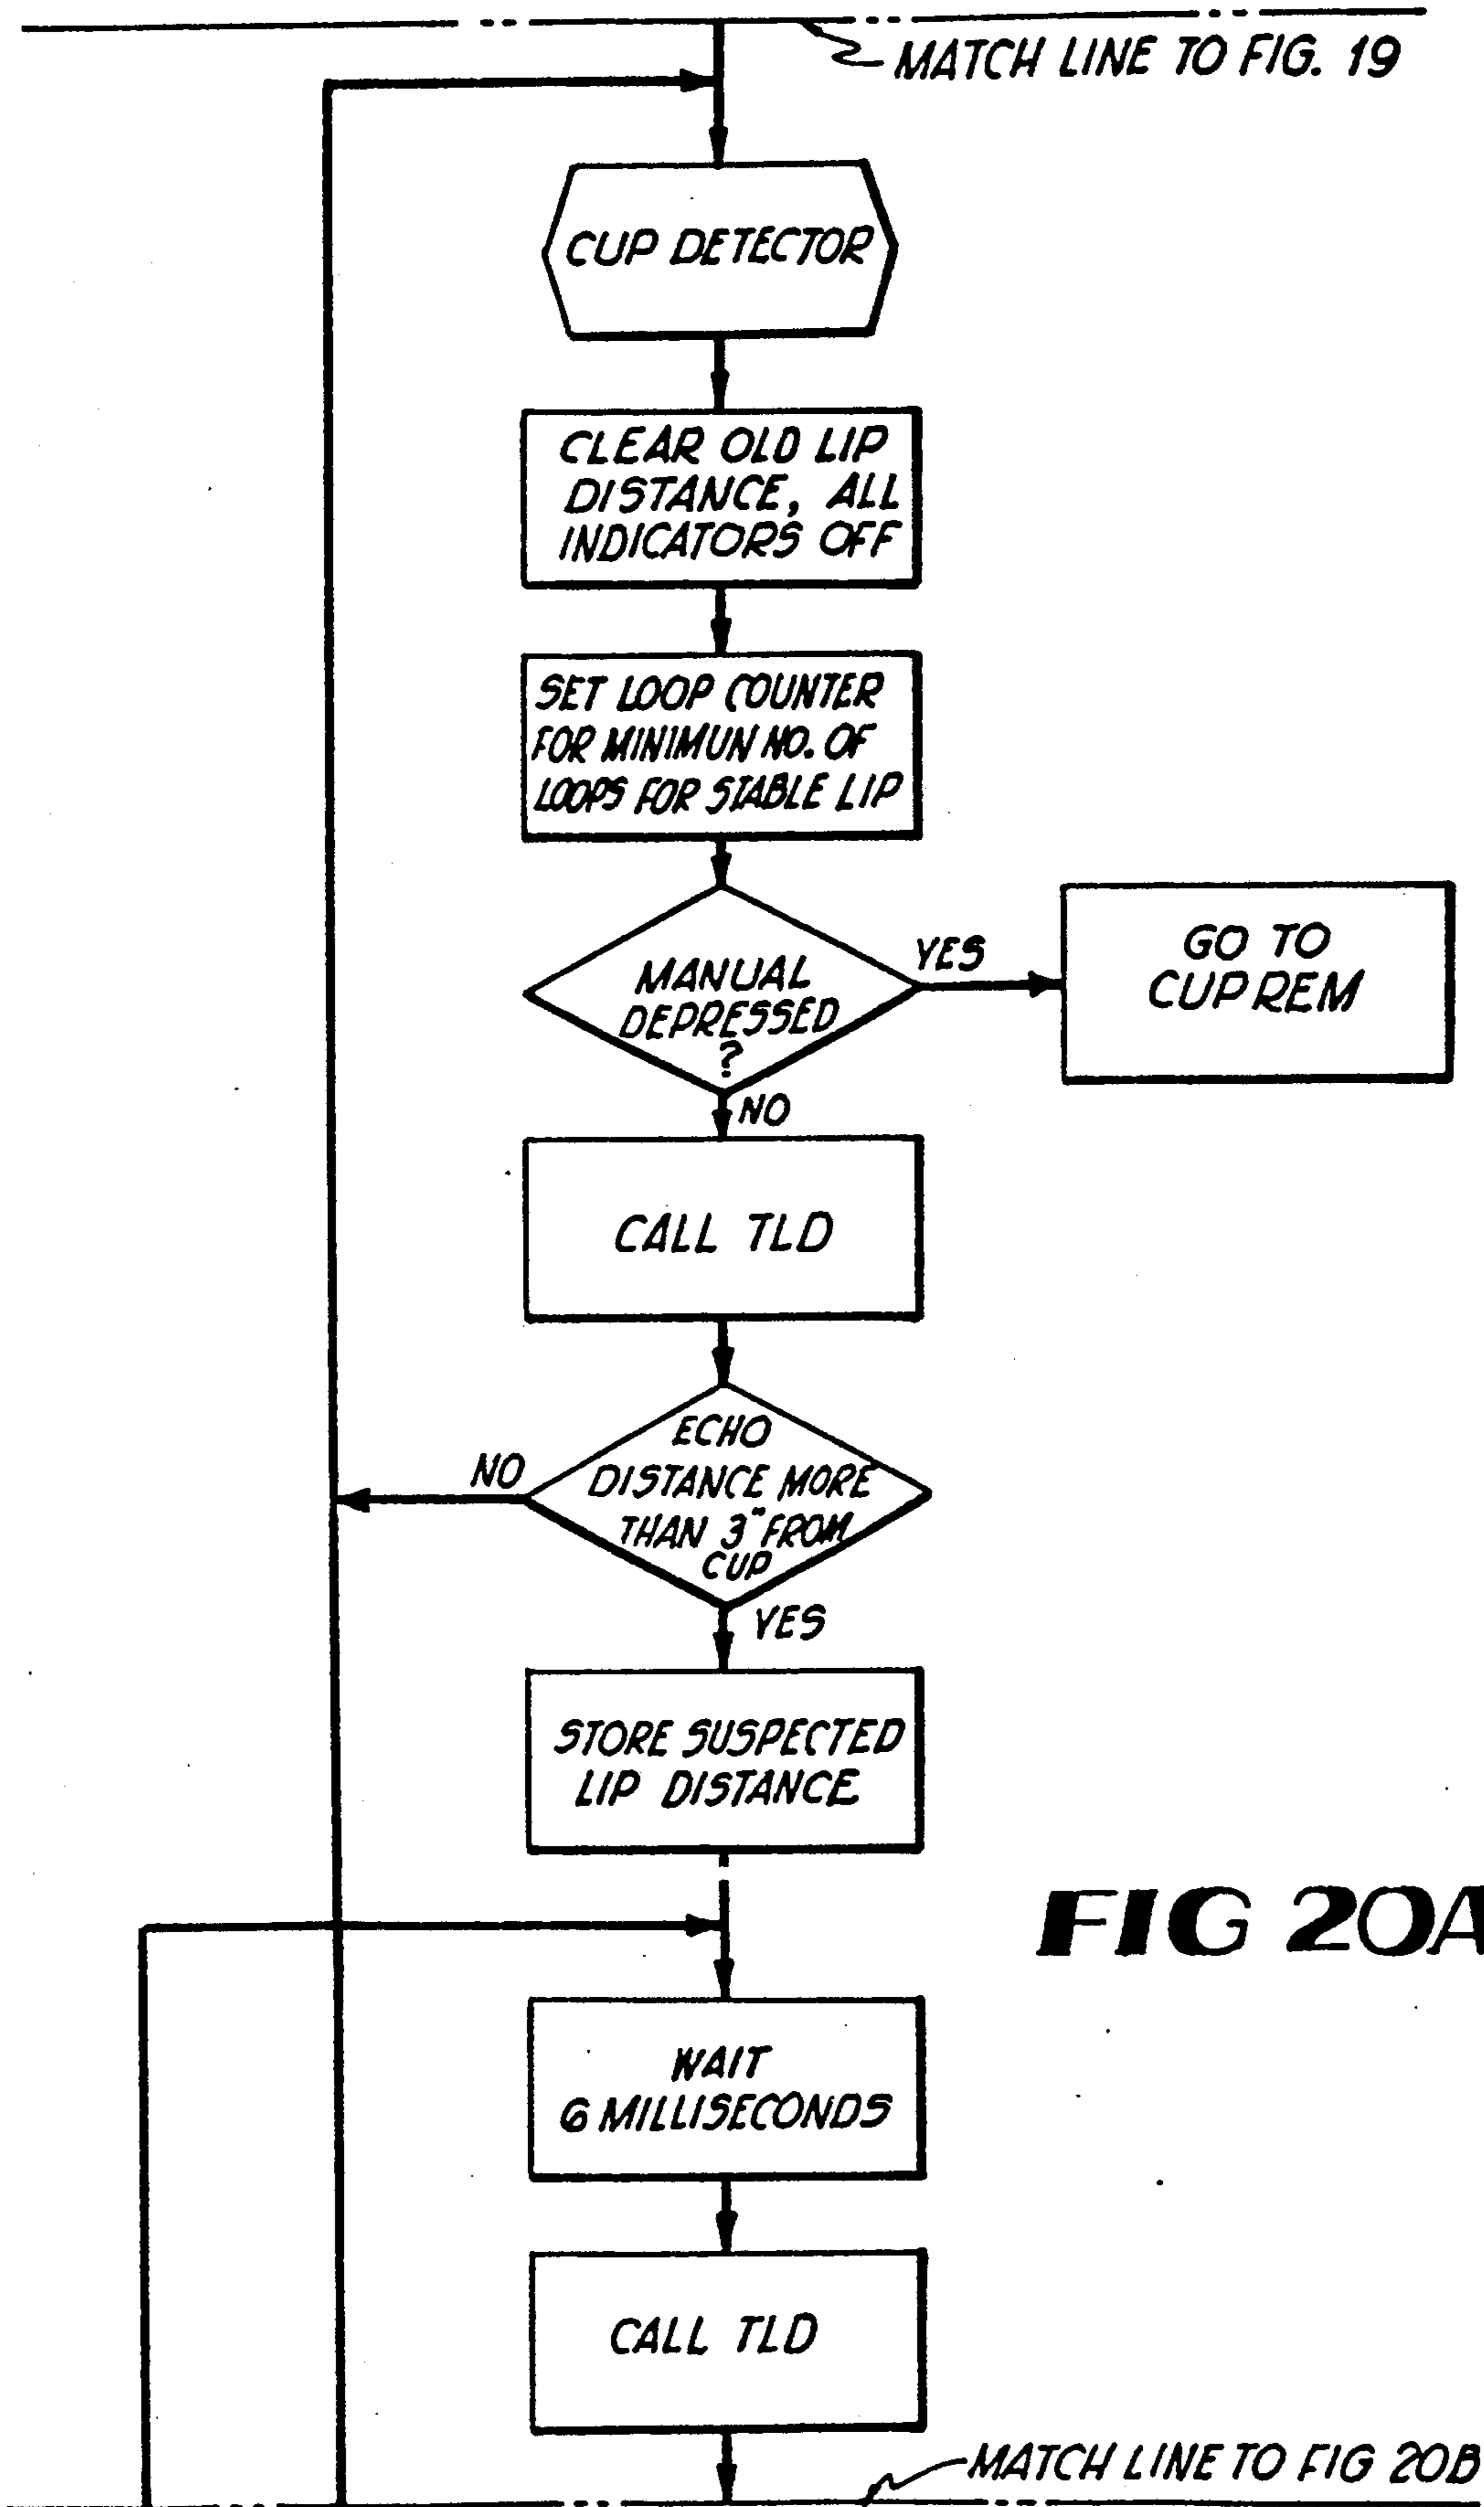 MATCH LINE TO FIG. 19
CUP DETECTOR
CLEAR OLD LIP
DISTANCE, ALL
INDICATORS OFF
SET LOOP COUNTER
FOR MINIMUN NO. OF
LOOPS FOR STABLE LIP
MANUAL
DEPRESSED
?
YES
GO TO
CUP REM
NO
CALL TLD
ECHO
DISTANCE MORE
THAN 3" FROM
CUP
NO
YES
STORE SUSPECTED
LIP DISTANCE
FIG 20A
WAIT
6 MILLISECONDS
CALL TLD
MATCH LINE TO FIG 20B